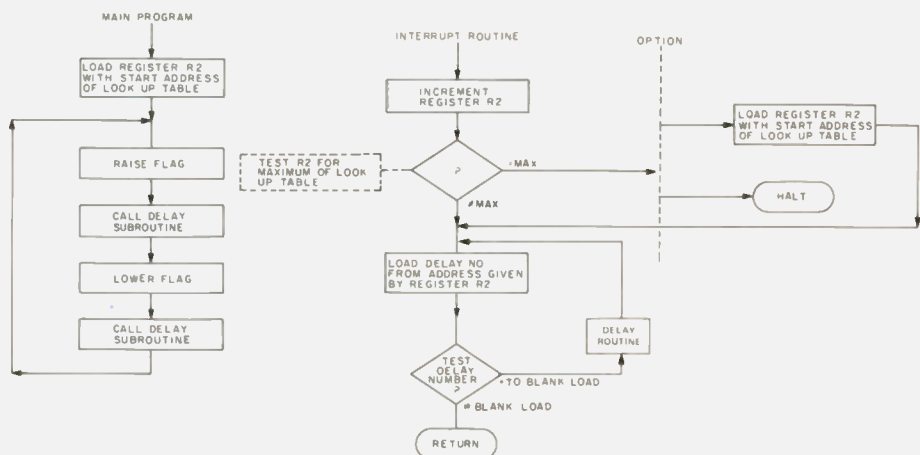 MAIN PROGRAM
LOAD REGISTER R2
WITH START ADDRESS
OF LOOK UP TABLE
RAISE FLAG
CALL DELAY
SUBROUTINE
LOWER FLAG
CALL DELAY
SUBROUTINE
INTERRUPT ROUTINE
INCREMENT
REGISTER R2
TEST R2 FOR
MAXIMUM OF LOOK
UP TABLE
?
=MAX
≠MAX
LOAD DELAY NO
FROM ADDRESS GIVEN
BY REGISTER R2
TEST
DELAY
NUMBER
?
=TO BLANK LOAD
≠ BLANK LOAD
RETURN
DELAY
ROUTINE
OPTION
LOAD REGISTER R2
WITH START ADDRESS
OF LOOK UP TABLE
HALT